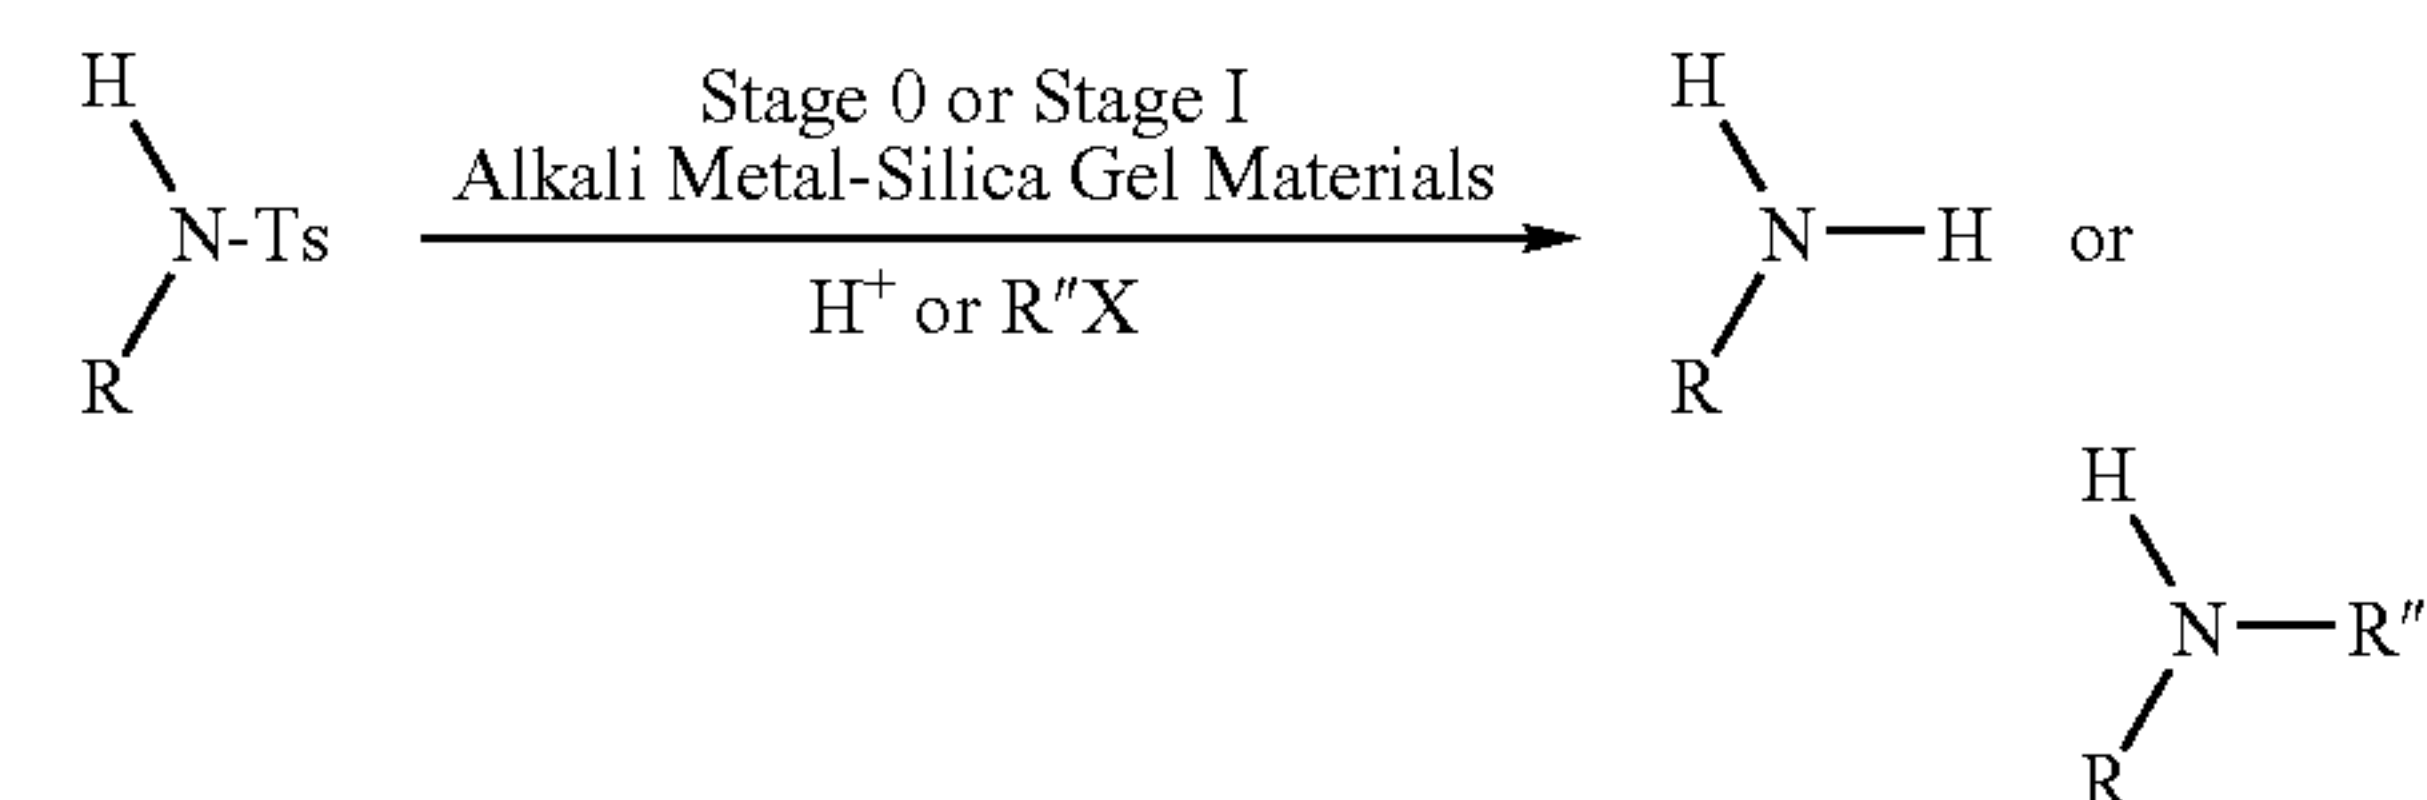 H
Stage 0 or Stage I
H
Alkali Metal-Silica Gel Materials
N-Ts
N—H or
H⁺ or R″X
R
R
H
N—R″
R